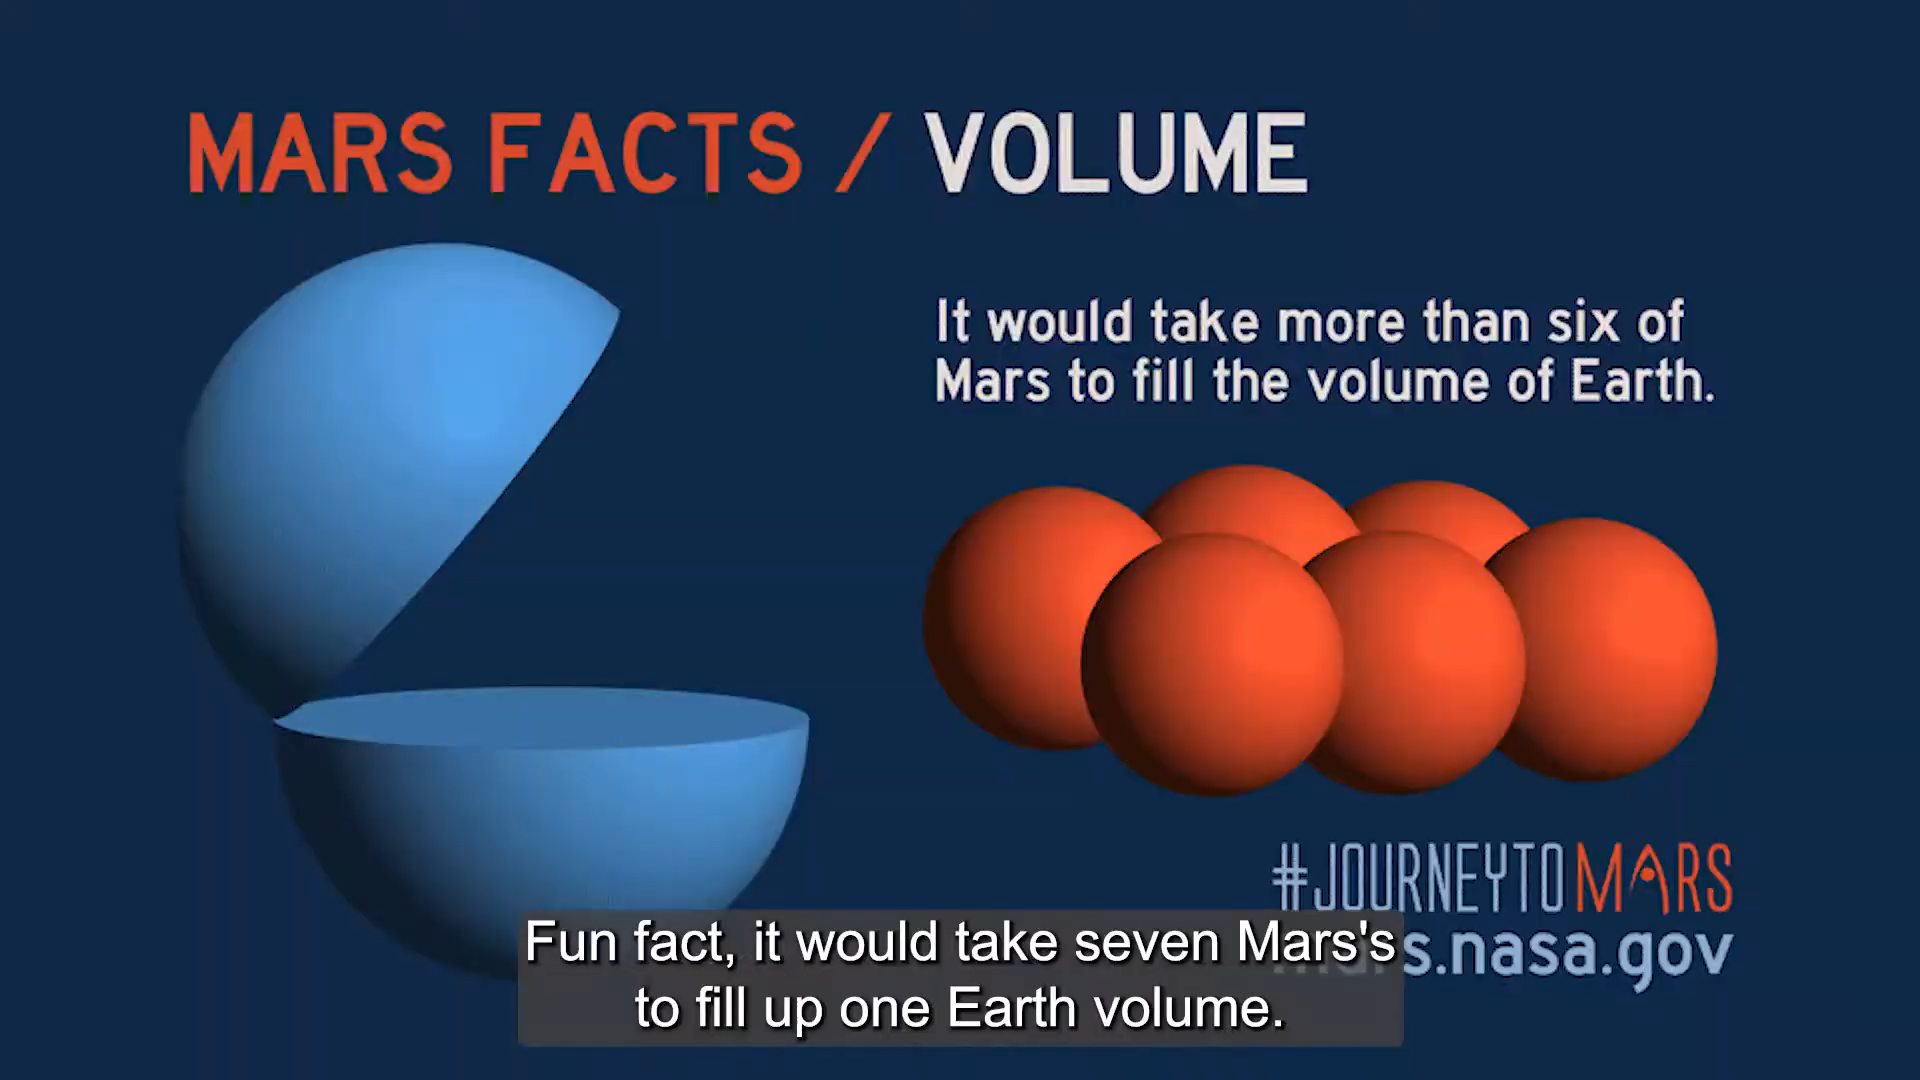 MARS FACTS / VOLUME
It would take more than six of
Mars to fill the volume of Earth.
#JOURNEYTOMARS
s.nasa.gov
Fun fact, it would take seven Mars's
to fill up one Earth volume.